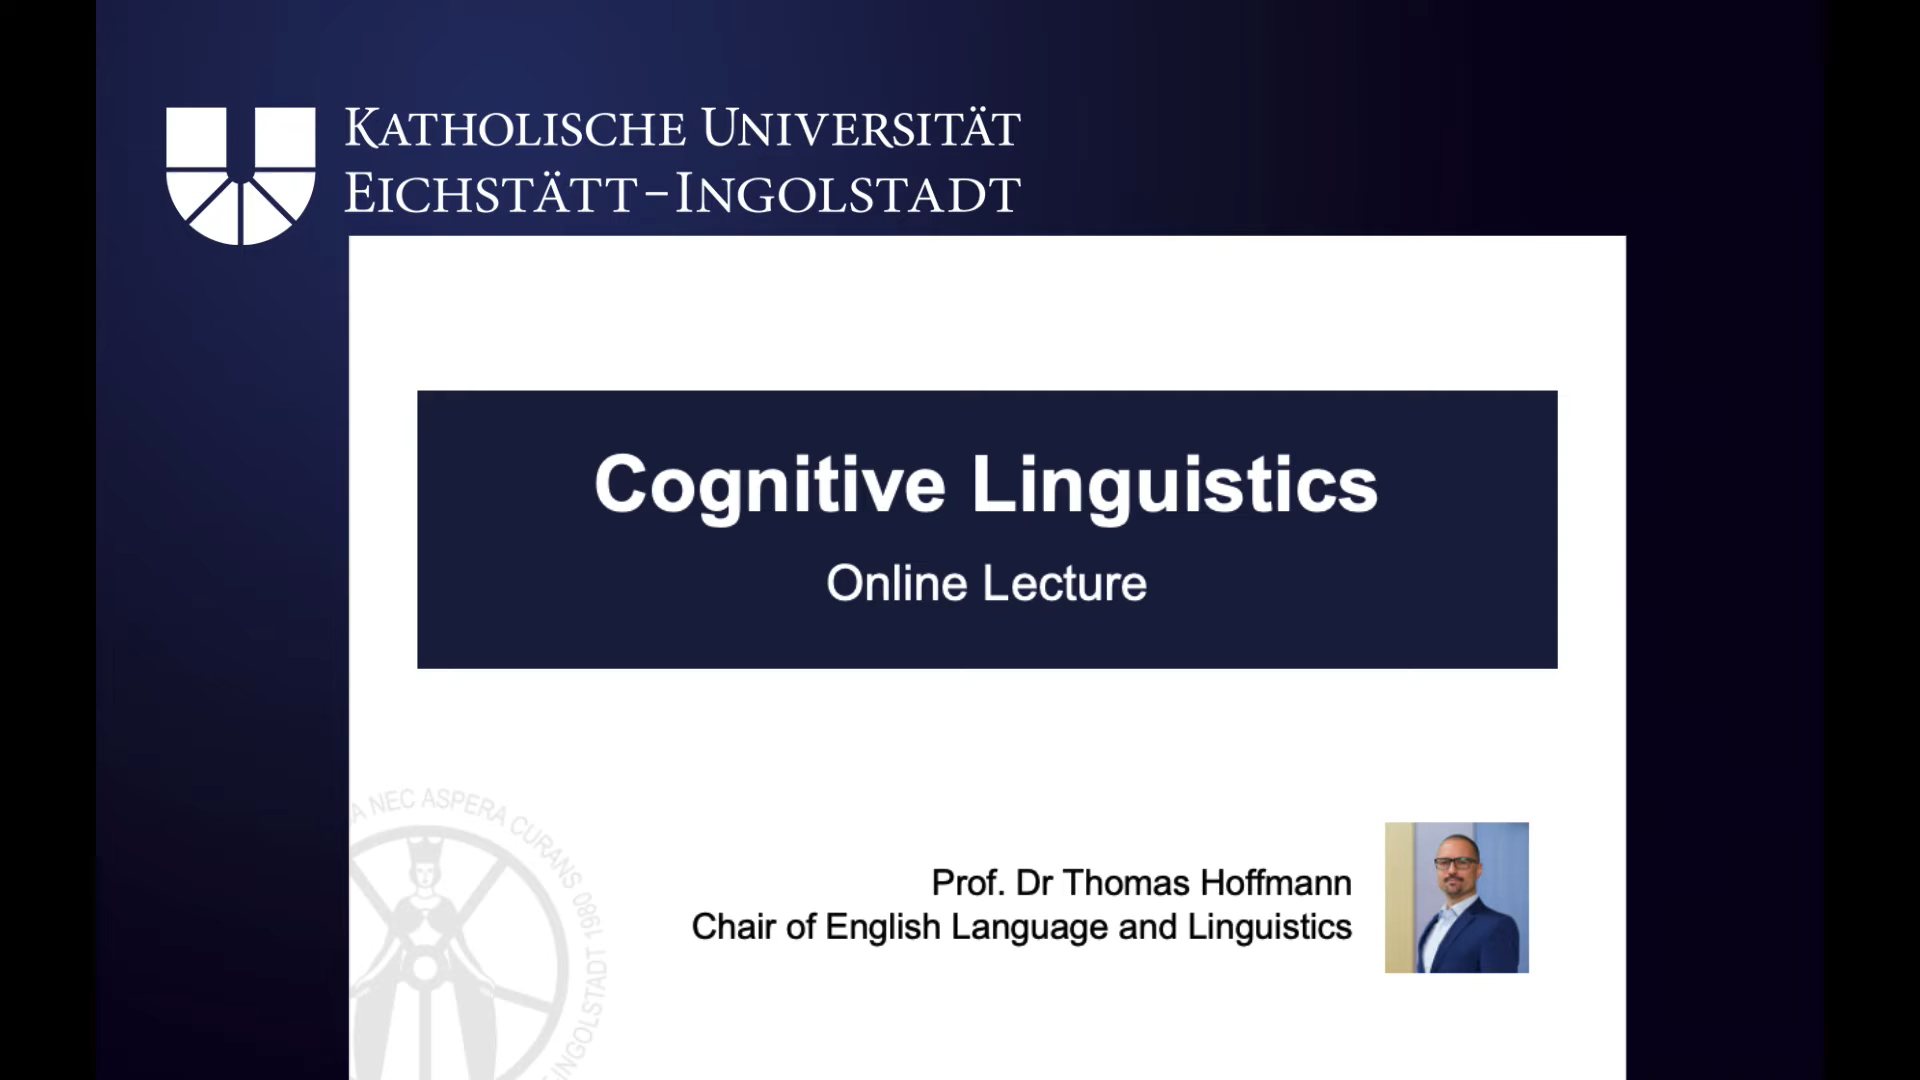 KATHOLISCHE UNIVERSITÄT
EICHSTÄTT-INGOLSTADT
Cognitive Linguistics
Online Lecture
NEC ASPERA CURANS 1980
INGOLSTADT
Prof. Dr Thomas Hoffmann
Chair of English Language and Linguistics